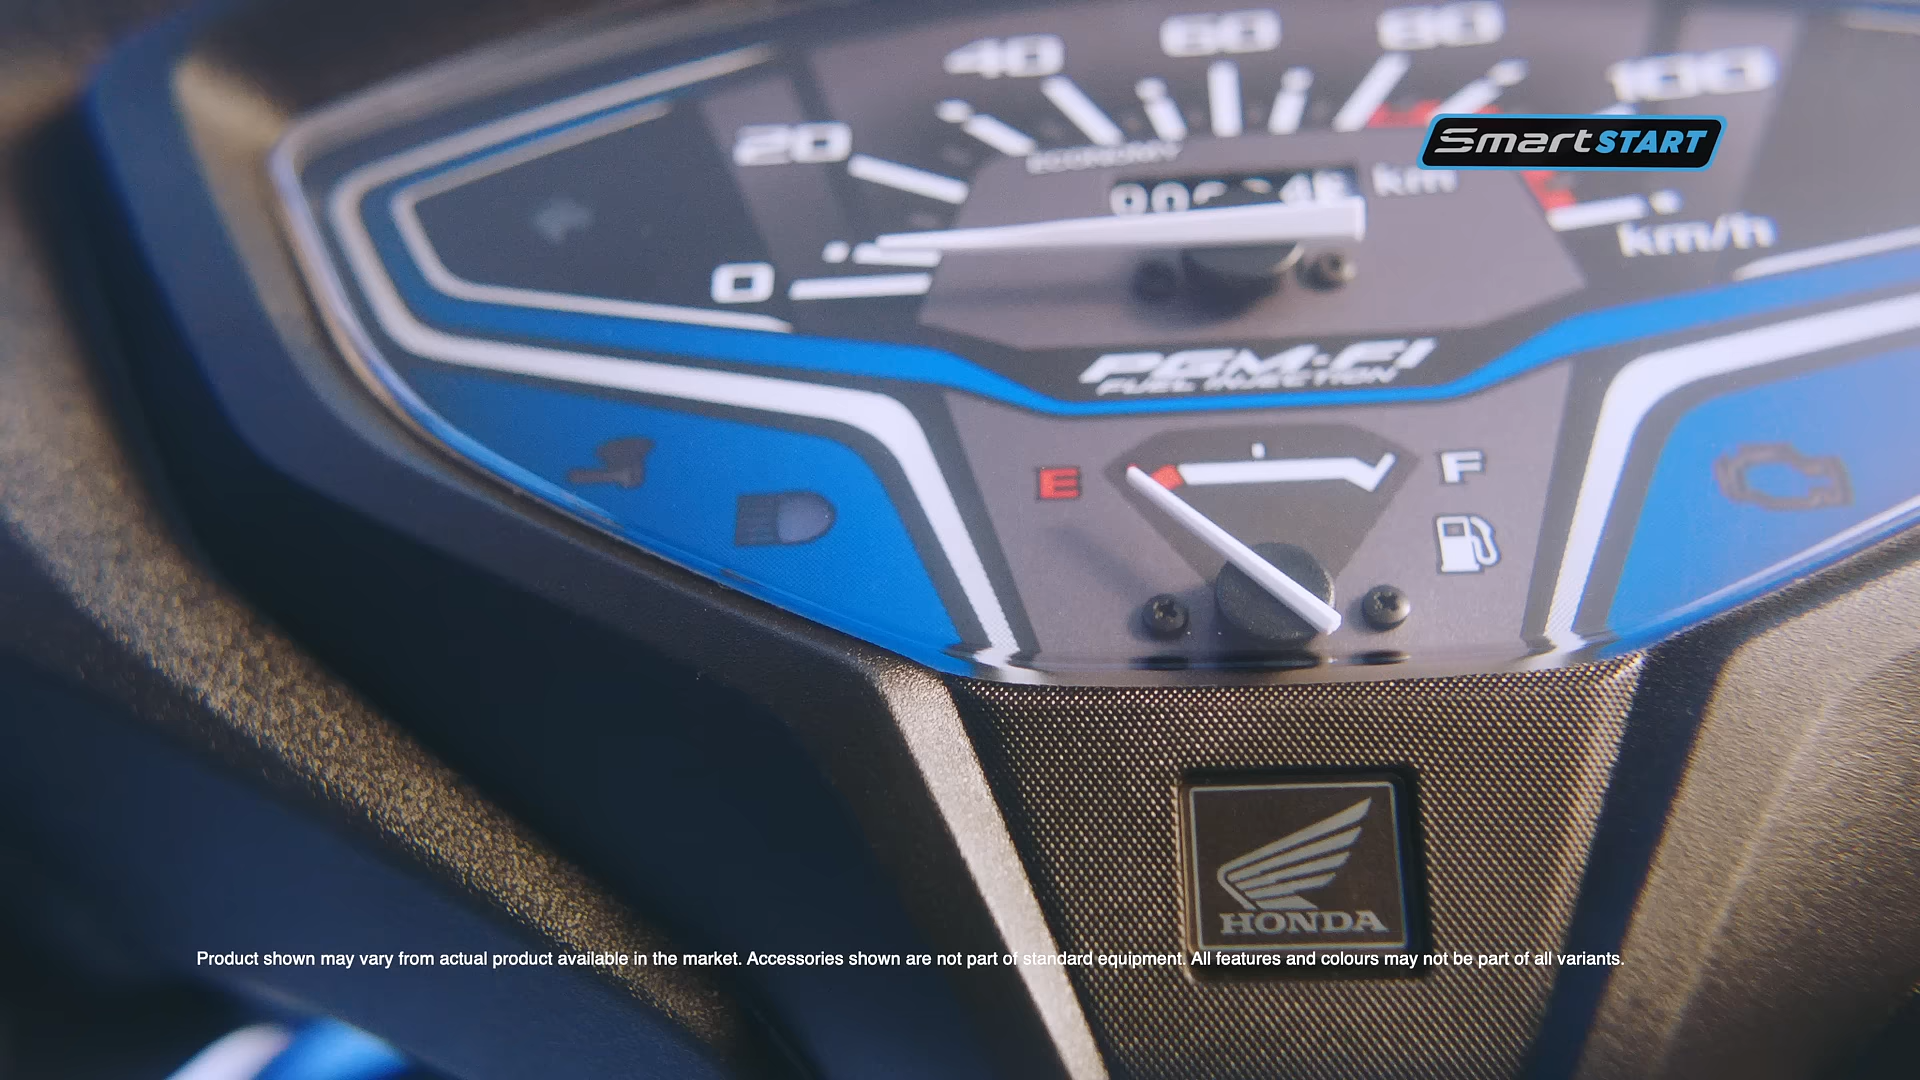 40 60 80 100
20
SmartSTART
ECONOMY
km
km/h
0
PGM-FI
FUEL INJECTION
E F
HONDA
Product shown may vary from actual product available in the market. Accessories shown are not part of standard equipment. All features and colours may not be part of all variants.